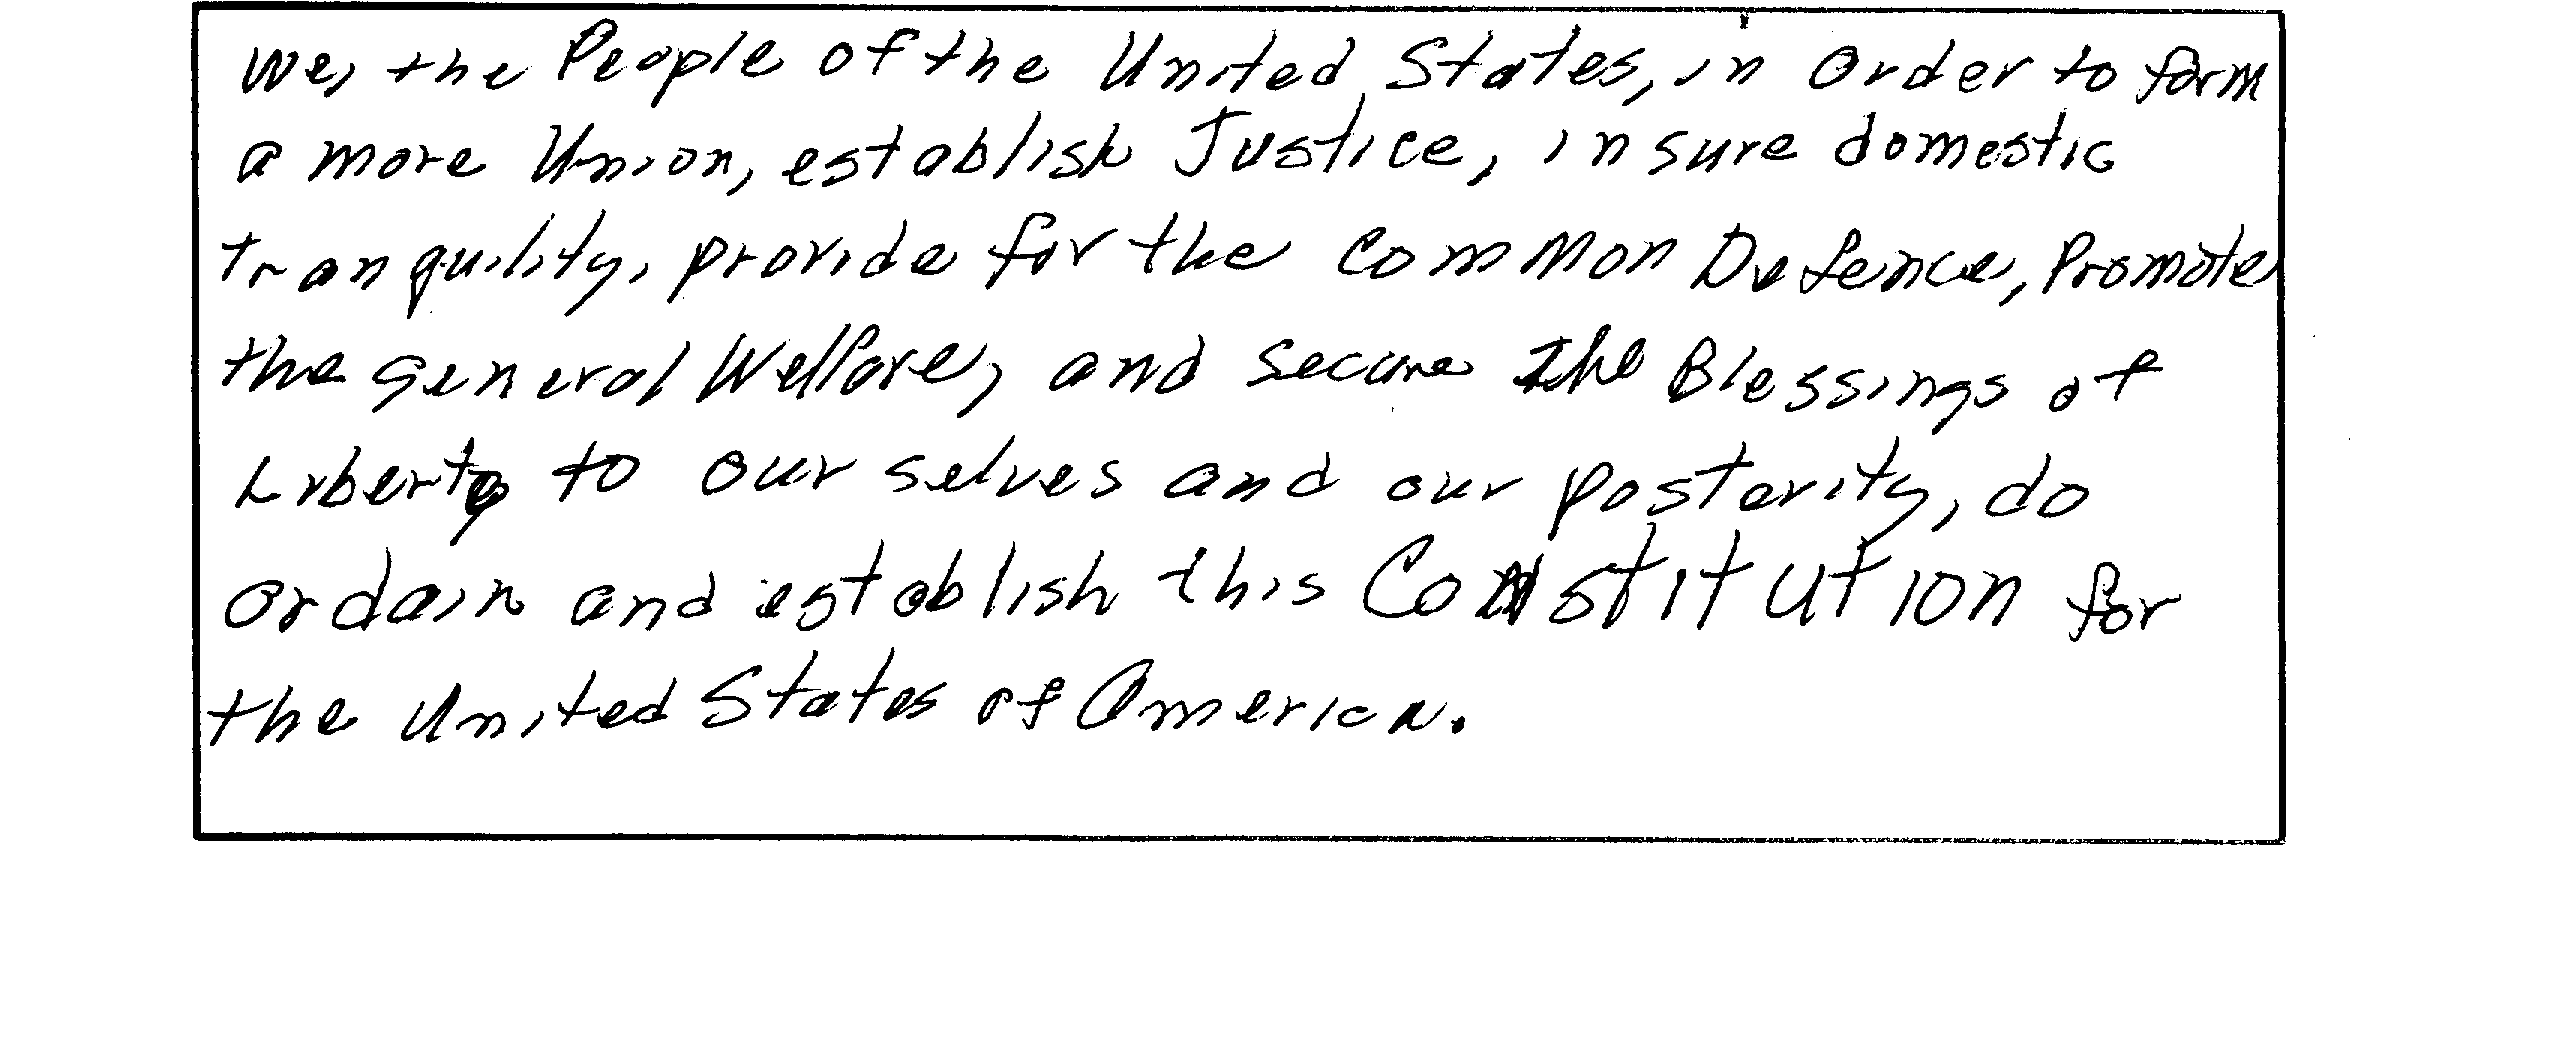 We, the People of the United States, in order to form
a more Union, establish Justice, insure domestic
tranquility, provide for the common Defence, Promote
the general Welfare, and secure the Blessings of
Liberty to our selves and our posterity, do
ordain and establish this Constitution for
the United States of America.